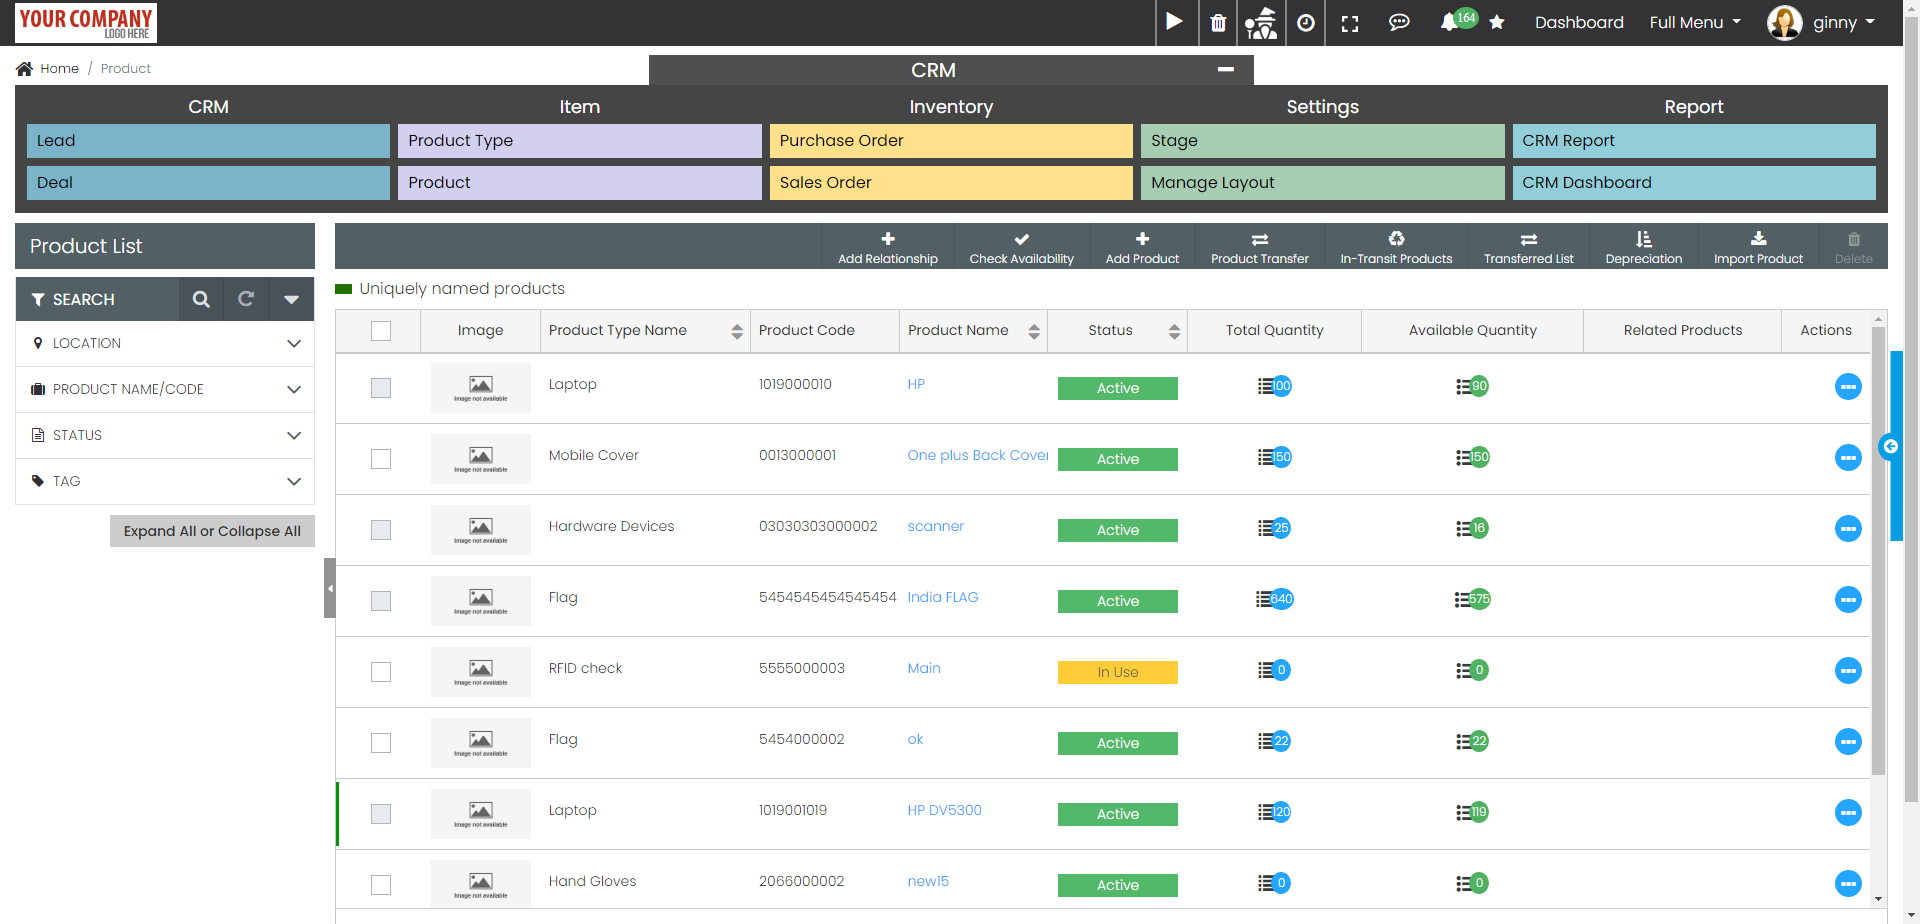 YOUR COMPANY
LOGO HERE
164
Dashboard
Full Menu
ginny
Home / Product
CRM
CRM Item Inventory Settings Report
Lead Product Type Purchase Order Stage CRM Report
Deal Product Sales Order Manage Layout CRM Dashboard
Product List
Add Relationship Check Availability Add Product Product Transfer In-Transit Products Transferred List Depreciation Import Product Delete
SEARCH
LOCATION
PRODUCT NAME/CODE
STATUS
TAG
Expand All or Collapse All
Uniquely named products
Image Product Type Name Product Code Product Name Status Total Quantity Available Quantity Related Products Actions
Image not available Laptop 1019000010 HP Active 100 90
Image not available Mobile Cover 0013000001 One plus Back Cover Active 150 150
Image not available Hardware Devices 03030303000002 scanner Active 25 16
Image not available Flag 5454545454545454 India FLAG Active 640 575
Image not available RFID check 5555000003 Main In Use 0 0
Image not available Flag 5454000002 ok Active 22 22
Image not available Laptop 1019001019 HP DV5300 Active 120 119
Image not available Hand Gloves 2066000002 new15 Active 0 0